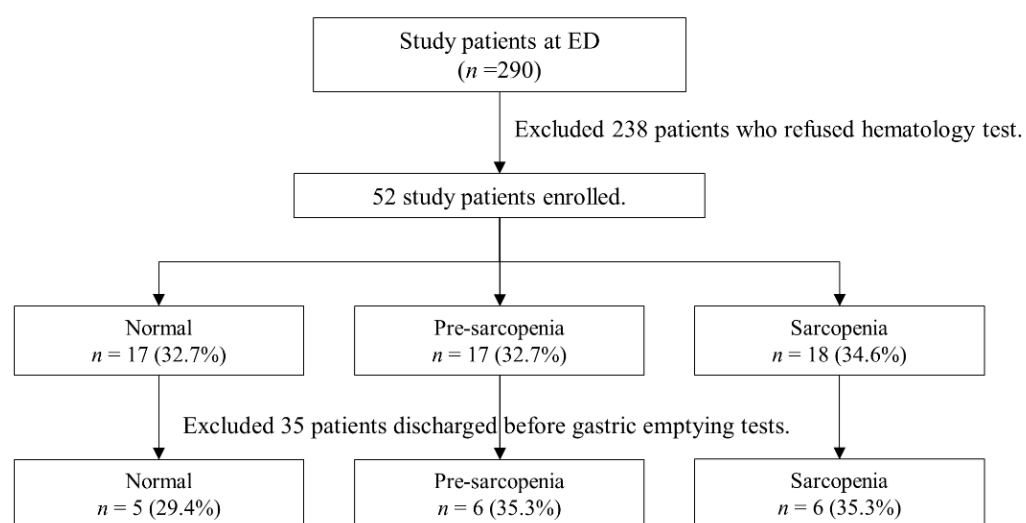 Study patients at ED
(n =290)
Excluded 238 patients who refused hematology test.
52 study patients enrolled.
Normal
n = 17 (32.7%)
Pre-sarcopenia
n = 17 (32.7%)
Sarcopenia
n = 18 (34.6%)
Excluded 35 patients discharged before gastric emptying tests.
Normal
n = 5 (29.4%)
Pre-sarcopenia
n = 6 (35.3%)
Sarcopenia
n = 6 (35.3%)